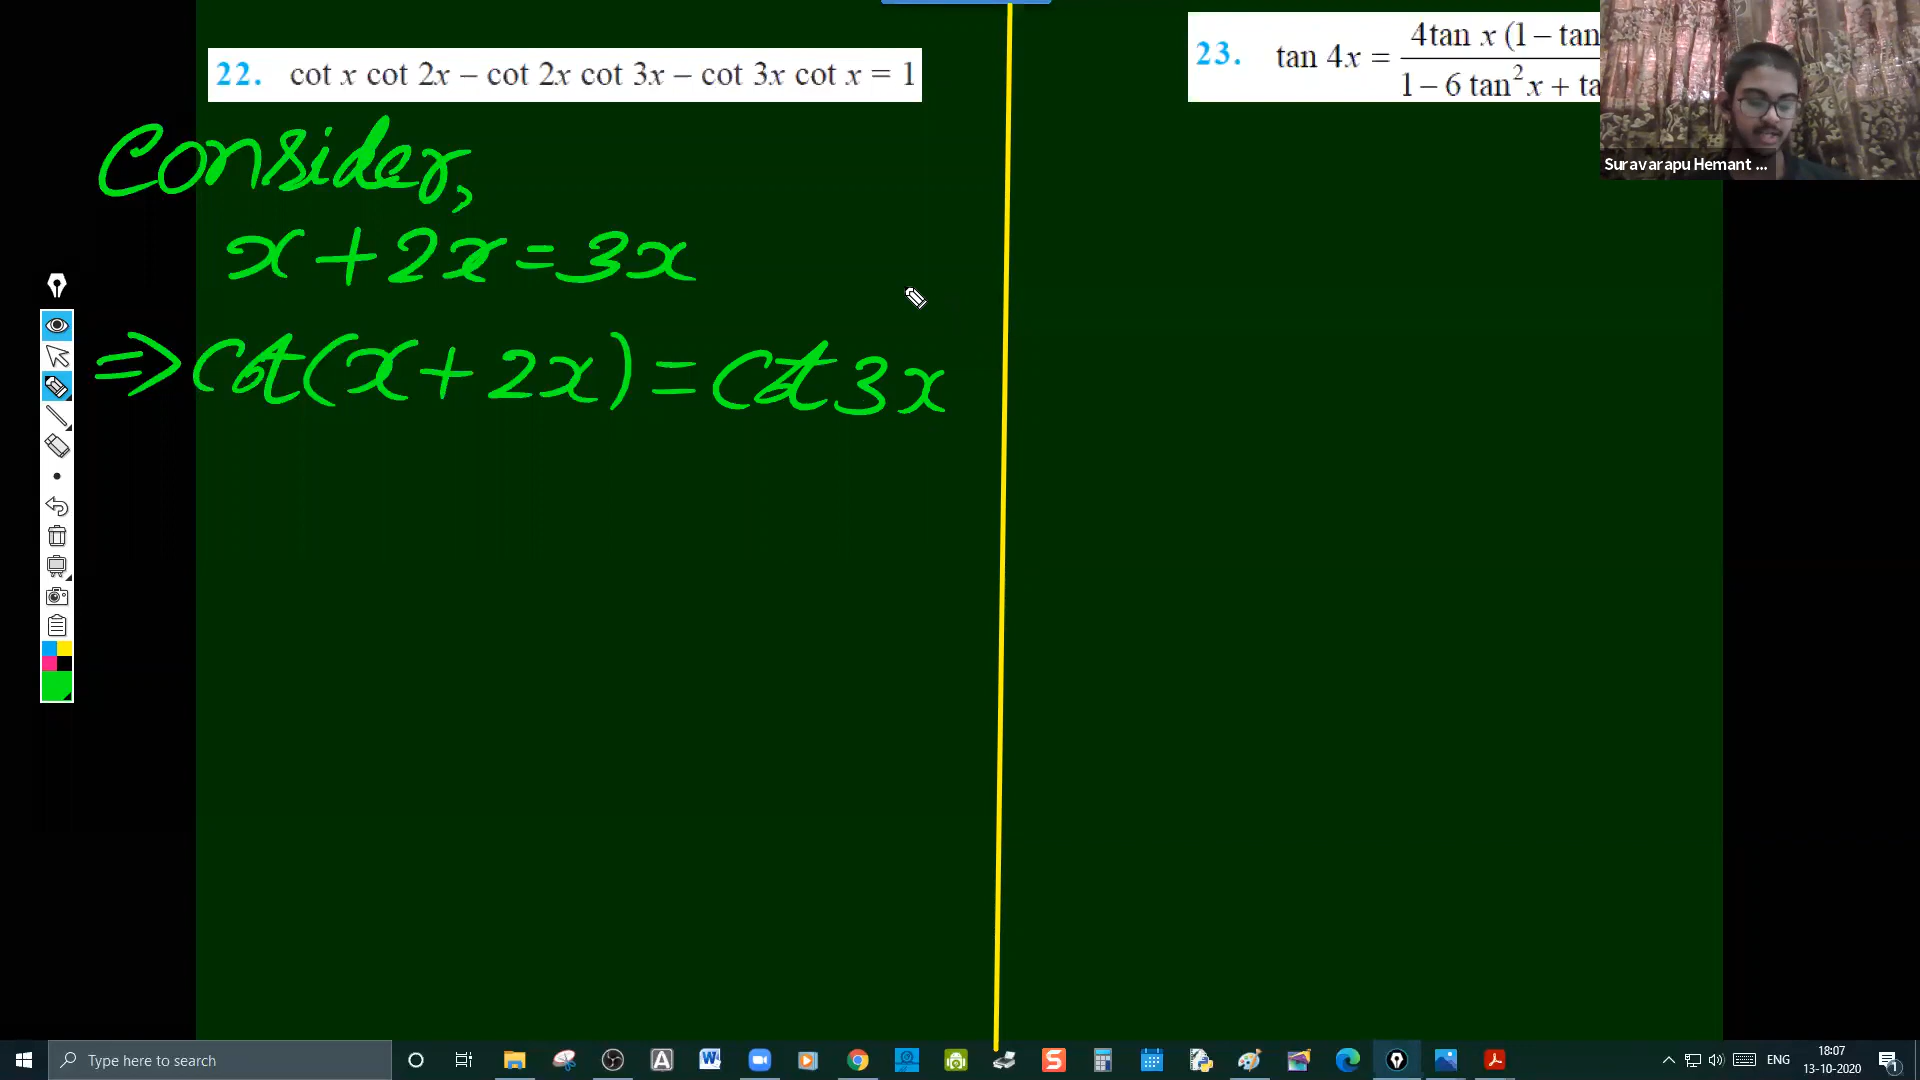 22. cot x cot 2x – cot 2x cot 3x – cot 3x cot x = 1
Consider,
x + 2x = 3x
⇒ Cot(x + 2x) = Cot 3x
23. tan 4x = 4tan x (1 – tan
1 – 6 tan²x + ta
Suravarapu Hemant ...
Type here to search
ENG
18:07
13-10-2020
1